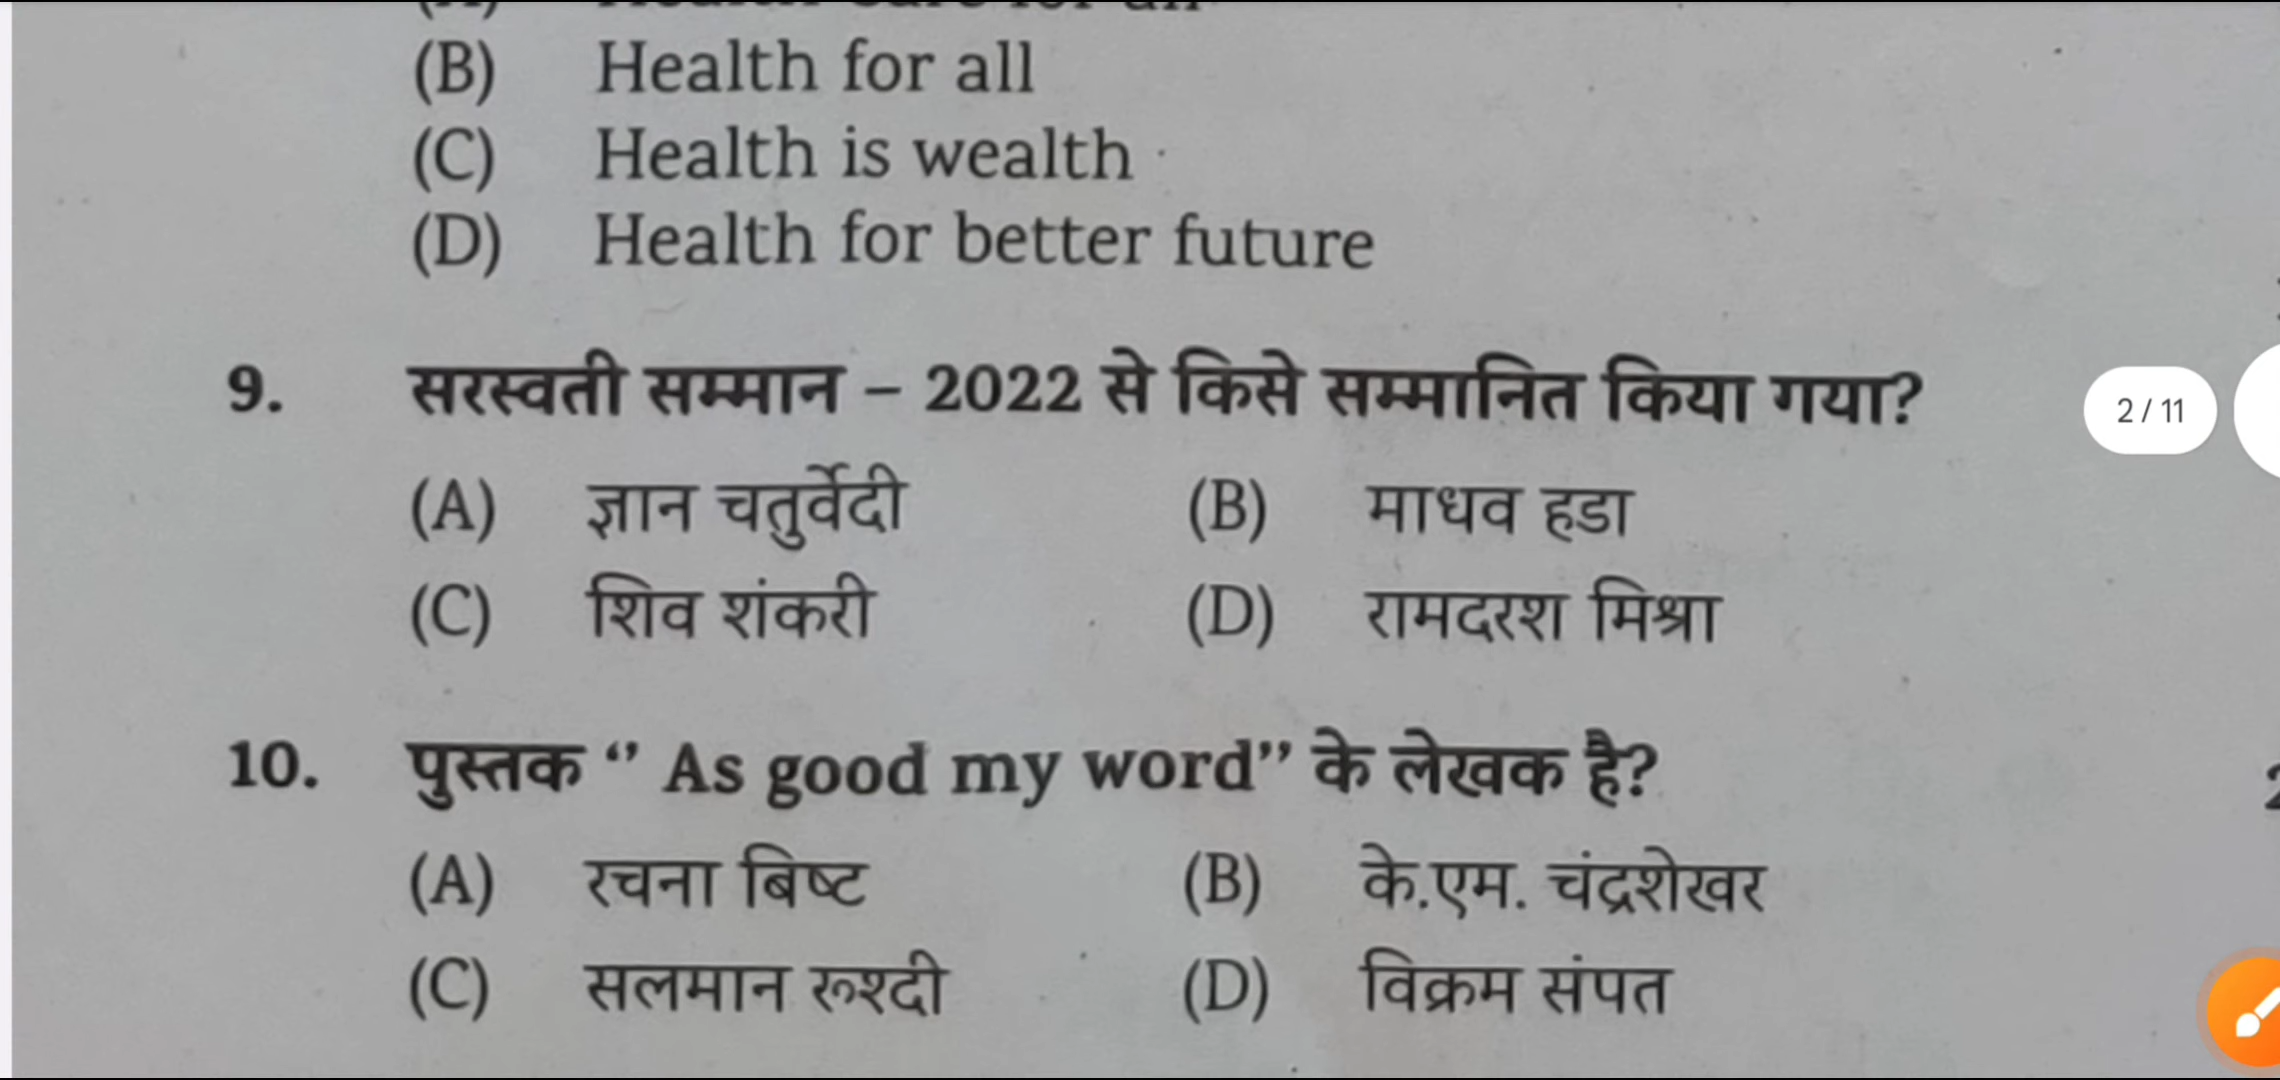 (B) Health for all
(C) Health is wealth
(D) Health for better future
9. सरस्वती सम्मान – 2022 से किसे सम्मानित किया गया?
2 / 11
(A) ज्ञान चतुर्वेदी (B) माधव हडा
(C) शिव शंकरी (D) रामदरश मिश्रा
10. पुस्तक “ As good my word” के लेखक है?
(A) रचना बिष्ट (B) के.एम. चंद्रशेखर
(C) सलमान रूश्दी (D) विक्रम संपत